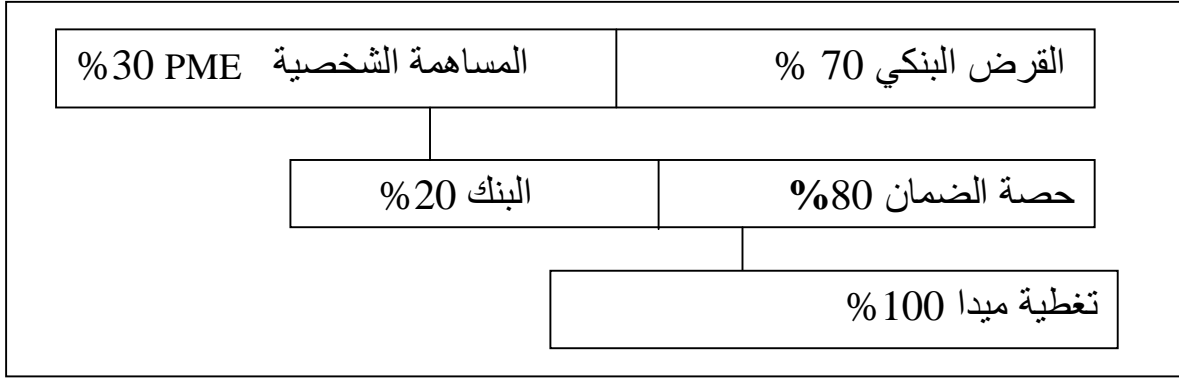 القرض البنكي 70 % المساهمة الشخصية PME 30%
حصة الضمان 80% البنك 20%
تغطية ميدا 100%